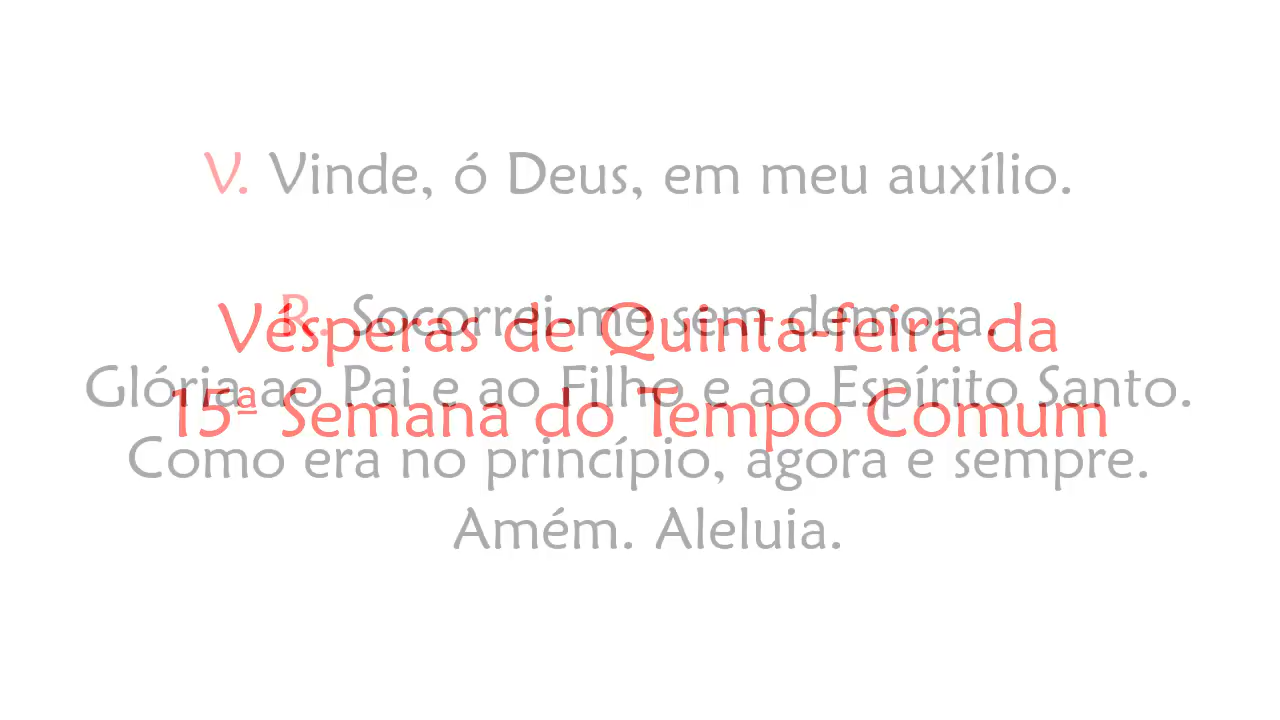 V. Vinde, ó Deus, em meu auxílio.
R. Socorrei-me sem demora.
Vésperas de Quinta-feira da
Glória ao Pai e ao Filho e ao Espírito Santo.
15ª Semana do Tempo Comum
Como era no princípio, agora e sempre.
Amém. Aleluia.